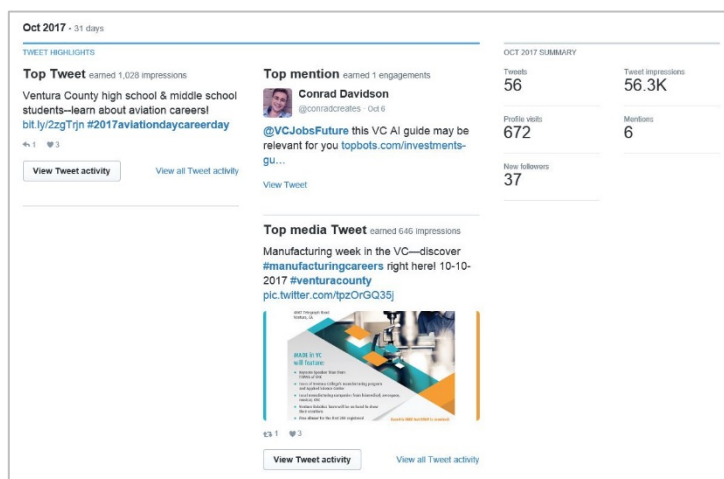 Oct 2017 • 31 days
TWEET HIGHLIGHTS
Top Tweet earned 1,028 impressions
Ventura County high school & middle school
students--learn about aviation careers!
bit.ly/2zgTrjn #2017aviationdaycareerday
1 3
View Tweet activity
View all Tweet activity
Top mention earned 1 engagements
Conrad Davidson
@conradcreates · Oct 6
@VCJobsFuture this VC AI guide may be
relevant for you topbots.com/investments-
gu…
View Tweet
Top media Tweet earned 646 impressions
Manufacturing week in the VC—discover
#manufacturingcareers right here! 10-10-
2017 #venturacounty
pic.twitter.com/tpzOrGQ35j
Ventura, CA
MADE in VC
will feature:
1 3
View Tweet activity
View all Tweet activity
OCT 2017 SUMMARY
Tweets
56
Tweet impressions
56.3K
Profile visits
672
Mentions
6
New followers
37